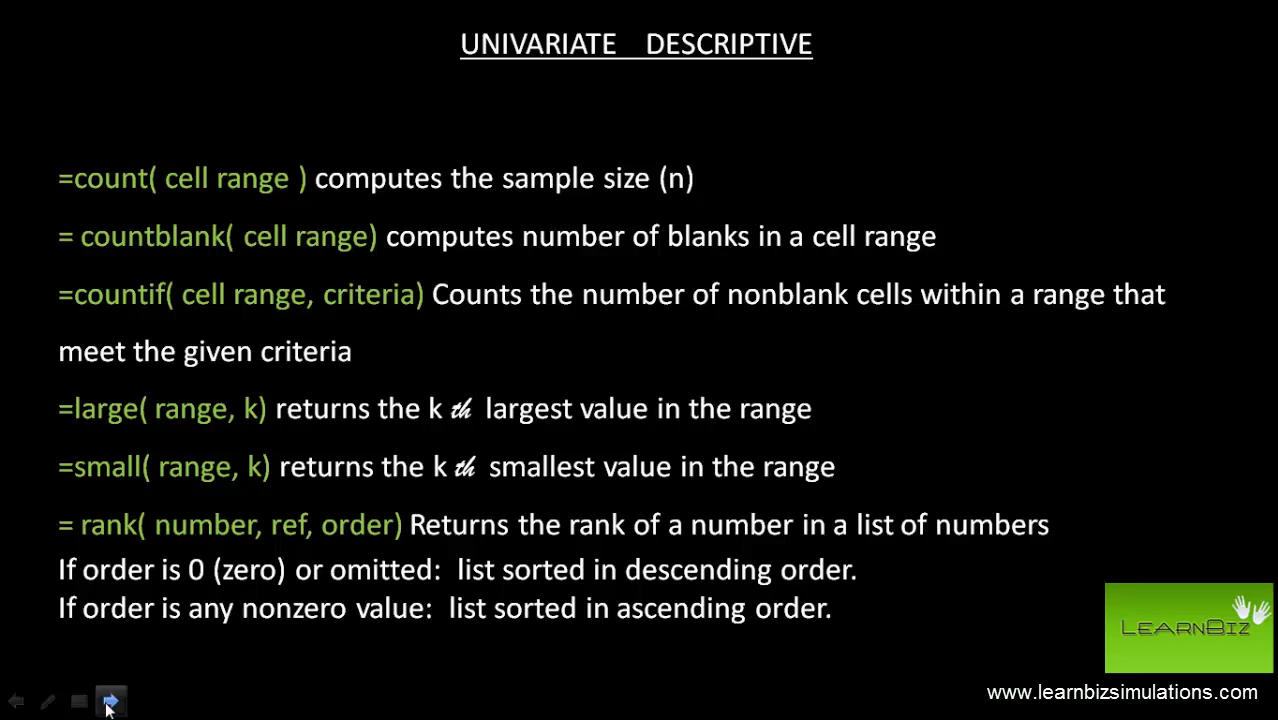 UNIVARIATE DESCRIPTIVE
=count( cell range ) computes the sample size (n)
= countblank( cell range) computes number of blanks in a cell range
=countif( cell range, criteria) Counts the number of nonblank cells within a range that
meet the given criteria
=large( range, k) returns the k th largest value in the range
=small( range, k) returns the k th smallest value in the range
= rank( number, ref, order) Returns the rank of a number in a list of numbers
If order is 0 (zero) or omitted: list sorted in descending order.
If order is any nonzero value: list sorted in ascending order.
LEARNBIZ
www.learnbizsimulations.com